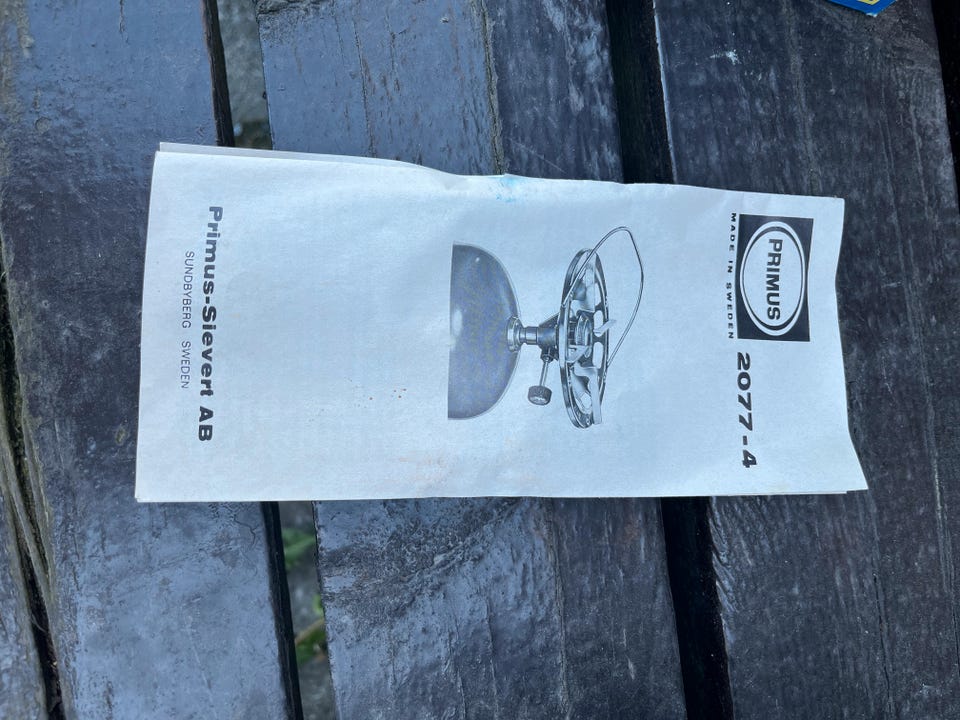 PRIMUS
MADE IN SWEDEN
2077-4
Primus-Sievert AB
SUNDBYBERG SWEDEN